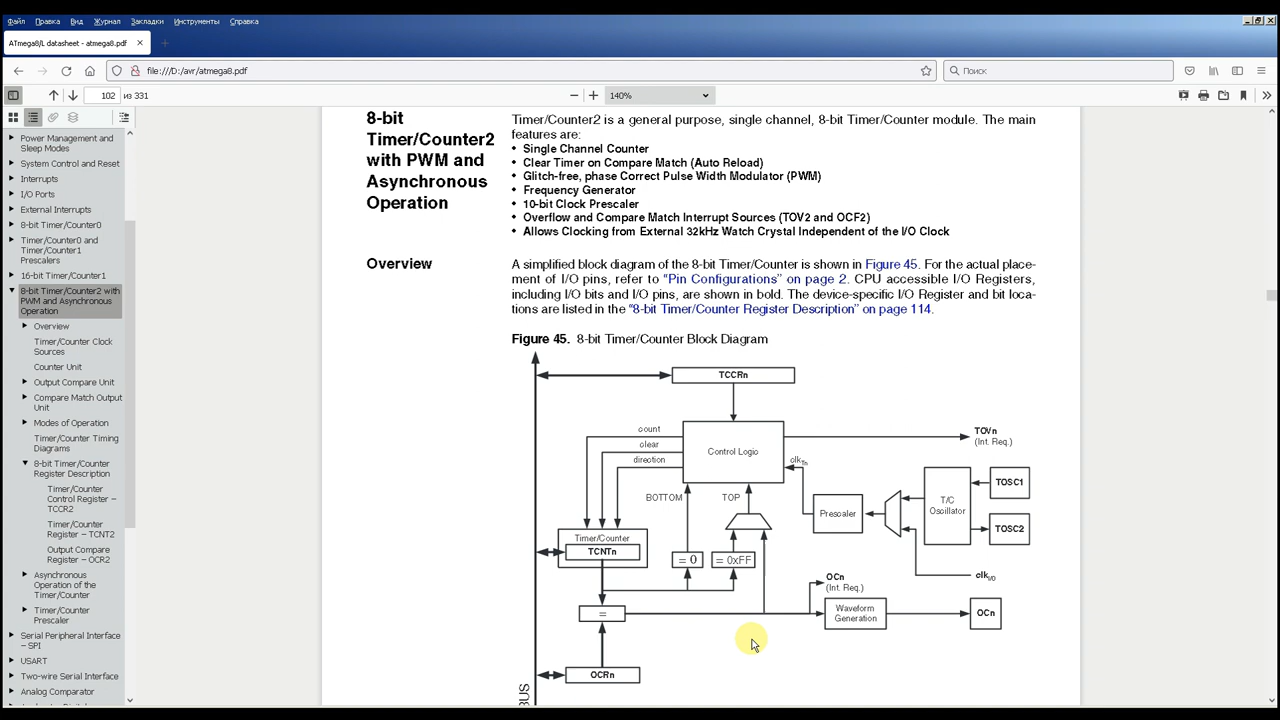 Файл Правка Вид Журнал Закладки Инструменты Справка
ATmega8/L datasheet - atmega8.pdf
file:///D:/avr/atmega8.pdf
Поиск
102 из 331
140%
Power Management and
Sleep Modes
System Control and Reset
Interrupts
I/O Ports
External Interrupts
8-bit Timer/Counter0
Timer/Counter0 and
Timer/Counter1
Prescalers
16-bit Timer/Counter1
8-bit Timer/Counter2 with
PWM and Asynchronous
Operation
Overview
Timer/Counter Clock
Sources
Counter Unit
Output Compare Unit
Compare Match Output
Unit
Modes of Operation
Timer/Counter Timing
Diagrams
8-bit Timer/Counter
Register Description
Timer/Counter
Control Register –
TCCR2
Timer/Counter
Register – TCNT2
Output Compare
Register – OCR2
Asynchronous
Operation of the
Timer/Counter
Timer/Counter
Prescaler
Serial Peripheral Interface
– SPI
USART
Two-wire Serial Interface
Analog Comparator
8-bit
Timer/Counter2
with PWM and
Asynchronous
Operation
Timer/Counter2 is a general purpose, single channel, 8-bit Timer/Counter module. The main
features are:
• Single Channel Counter
• Clear Timer on Compare Match (Auto Reload)
• Glitch-free, phase Correct Pulse Width Modulator (PWM)
• Frequency Generator
• 10-bit Clock Prescaler
• Overflow and Compare Match Interrupt Sources (TOV2 and OCF2)
• Allows Clocking from External 32kHz Watch Crystal Independent of the I/O Clock
Overview
A simplified block diagram of the 8-bit Timer/Counter is shown in Figure 45. For the actual place-
ment of I/O pins, refer to “Pin Configurations” on page 2. CPU accessible I/O Registers,
including I/O bits and I/O pins, are shown in bold. The device-specific I/O Register and bit loca-
tions are listed in the “8-bit Timer/Counter Register Description” on page 114.
Figure 45. 8-bit Timer/Counter Block Diagram
TCCRn
count
clear
direction
Control Logic
TOVn
(Int. Req.)
clkTn
BOTTOM
TOP
Prescaler
T/C
Oscillator
TOSC1
TOSC2
clkI/O
Timer/Counter
TCNTn
= 0
= 0xFF
OCn
(Int. Req.)
=
Waveform
Generation
OCn
OCRn
BUS